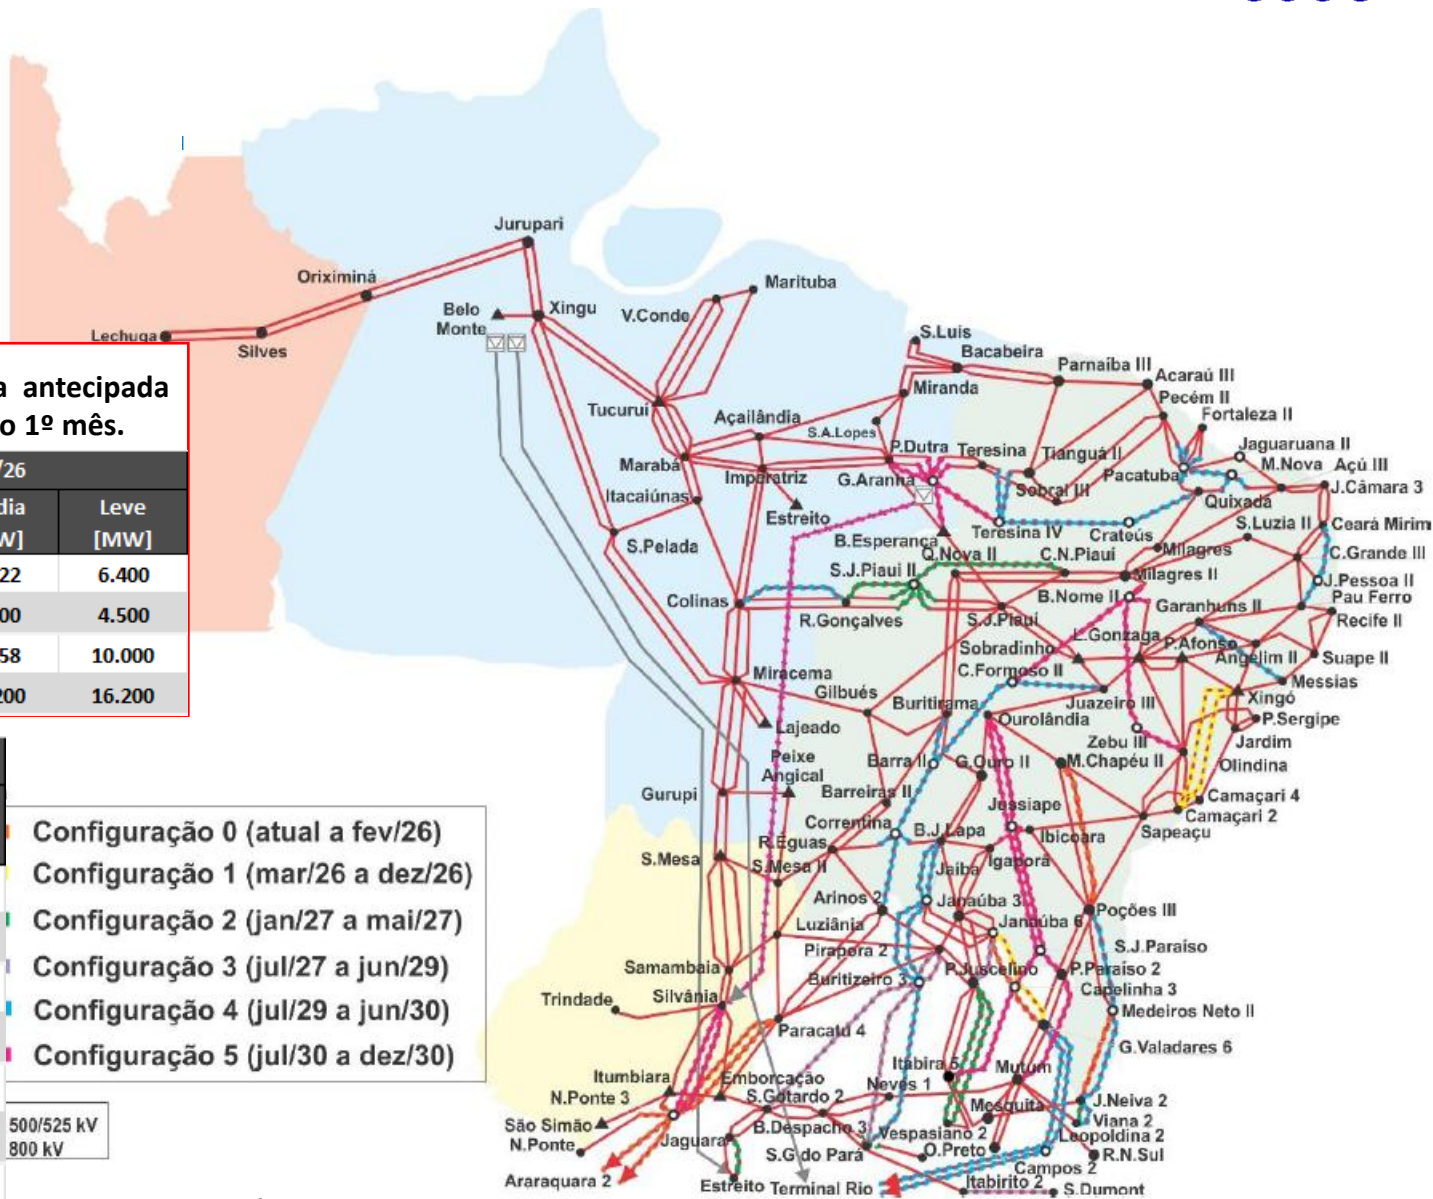 Jurupari
Oriximiná
Marituba
Belo
Monte
Xingu
V.Conde
Lechuga
Silves
S.Luís
Bacabeira
Parnaíba III
Acaraú III
Miranda
Pecém II
Fortaleza II
Tucuruí
Açailândia
S.A.Lopes
Jaguaruana II
P.Dutra
Teresina
Tianguá II
M.Nova
Açú III
Marabá
Imperatriz
G.Aranha
Sobral III
Pacatuba
J.Câmara 3
Itacaiúnas
Estreito
Quixadá
S.Pelada
B.Esperança
Teresina IV
Crateús
S.Luzia II
Ceará Mirim
Q.Nova II
C.N.Piauí
Milagres
C.Grande III
S.J.Piauí II
Milagres II
J.Pessoa II
Colinas
R.Gonçalves
S.J.Piauí
B.Nome II
Garanhuns II
Pau Ferro
Recife II
Sobradinho
L.Gonzaga
P.Afonso
Angelim II
Suape II
Miracema
Gilbués
C.Formoso II
Messias
Buritirama
Juazeiro III
Xingó
Lajeado
Ourolândia
P.Sergipe
Peixe
Angical
Barra II
G.Ouro II
Zebu III
M.Chapéu II
Jardim
Olindina
Gurupi
Barreiras II
Jussiape
Camaçari 4
Camaçari 2
Correntina
B.J.Lapa
Ibicoara
Sapeaçu
S.Mesa
R.Éguas
Igaporã
S.Mesa II
Jaíba
Arinos 2
Janaúba 3
Janaúba 6
Poções III
Luziânia
Pirapora 2
S.J.Paraíso
Samambaia
Buritizeiro 3
P.Juscelino
P.Paraíso 2
Trindade
Silvânia
Capelinha 3
Medeiros Neto II
Paracatú 4
G.Valadares 6
Itabira 5
Mutum
Itumbiara
Emborcação
Neves 1
N.Ponte 3
S.Gotardo 2
Mesquita
J.Neiva 2
São Simão
B.Despacho 3
Viana 2
N.Ponte
Jaguara
Vespasiano 2
Leopoldina 2
S.G do Pará
O.Preto
R.N.Sul
Araraquara 2
Campos 2
Estreito
Terminal Rio
Itabirito 2
S.Dumont
a antecipada
o 1º mês.
/26
dia
Leve
W]
[MW]
22
6.400
00
4.500
58
10.000
200
16.200
Configuração 0 (atual a fev/26)
Configuração 1 (mar/26 a dez/26)
Configuração 2 (jan/27 a mai/27)
Configuração 3 (jul/27 a jun/29)
Configuração 4 (jul/29 a jun/30)
Configuração 5 (jul/30 a dez/30)
500/525 kV
800 kV